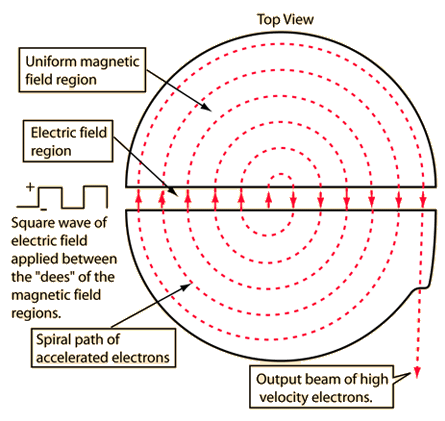 Top View
Uniform magnetic
field region
Electric field
region
+
-
Square wave of
electric field
applied between
the "dees" of the
magnetic field
regions.
Spiral path of
accelerated electrons
Output beam of high
velocity electrons.